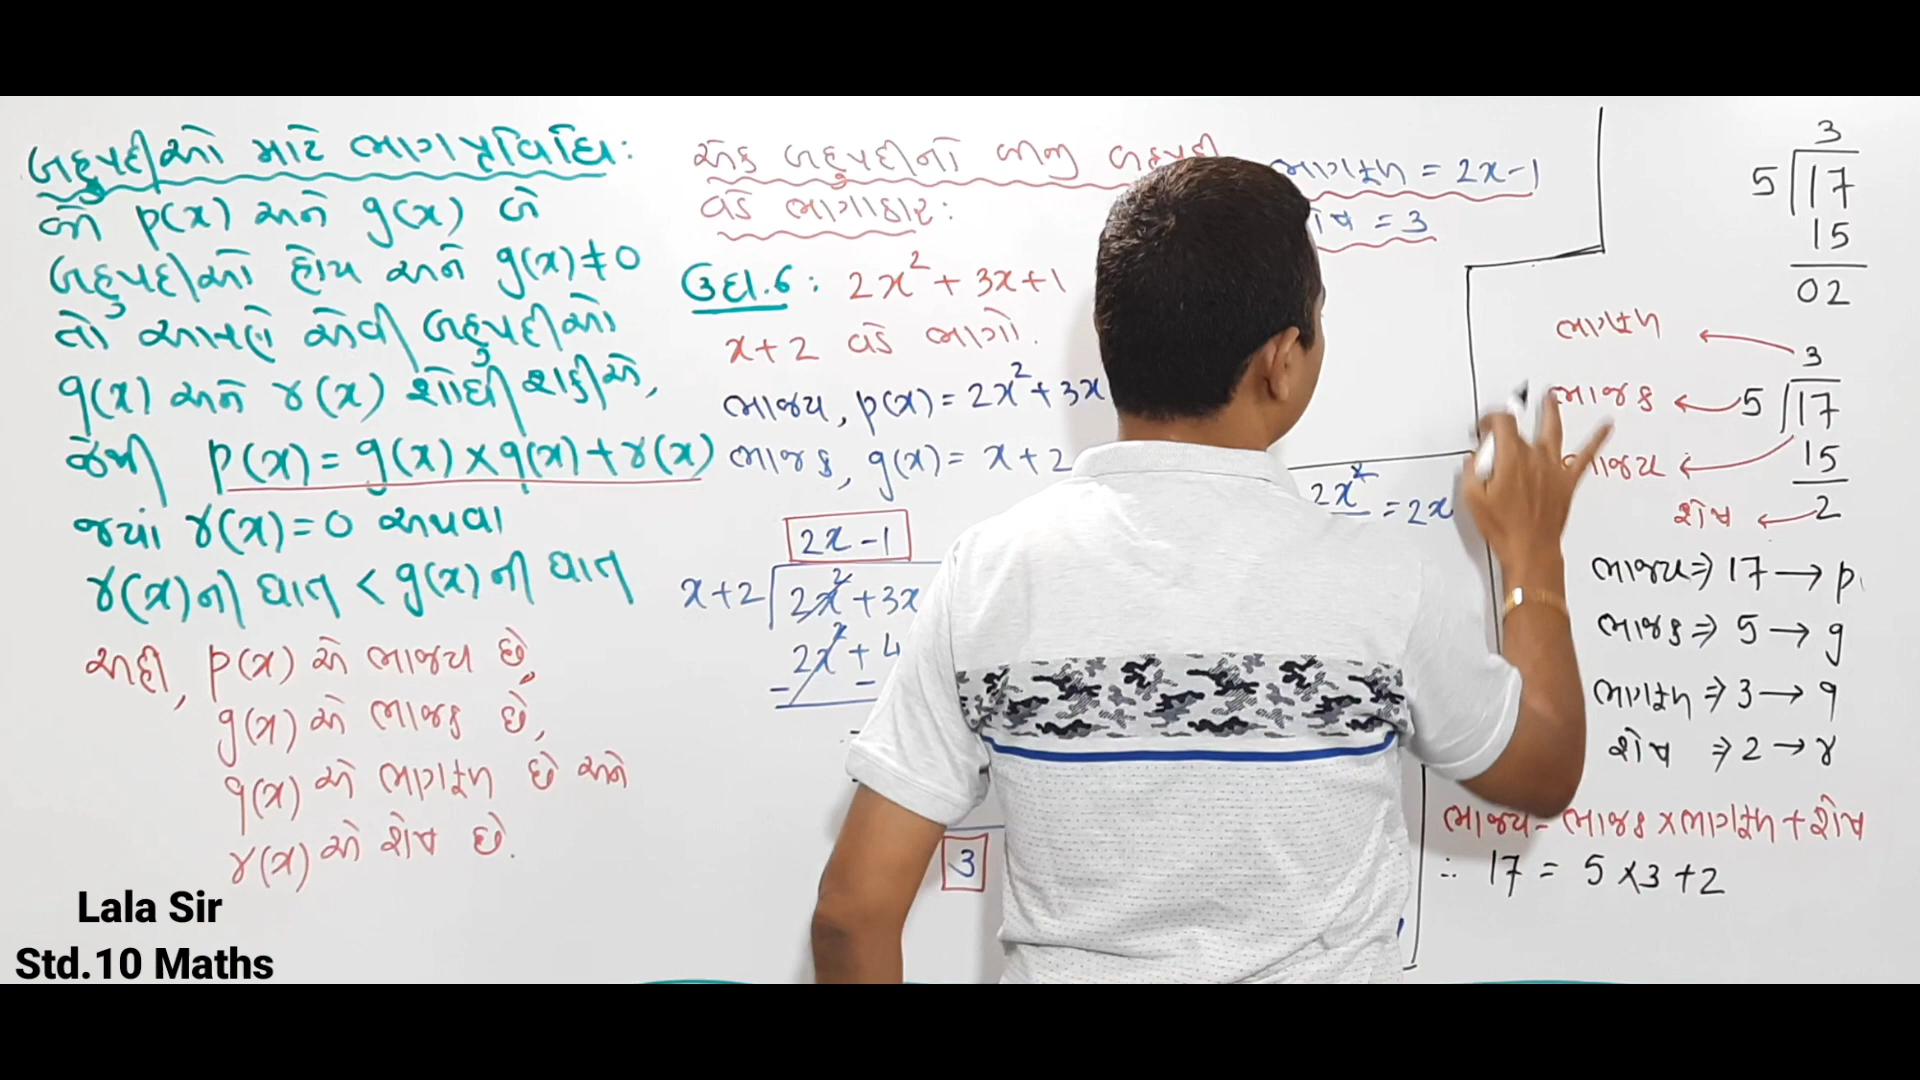 બહુપદીઓ માટે ભાગપ્રવિધિ:
જો p(x) અને g(x) બે
બહુપદીઓ હોય અને g(x)≠0
તો આપણે એવી બહુપદીઓ
q(x) અને r(x) શોધી શકીએ,
જેથી p(x) = g(x) × q(x) + r(x)
જ્યાં r(x) = 0 અથવા
r(x)ની ઘાત < g(x)ની ઘાત
અહીં, p(x) એ ભાજ્ય છે,
g(x) એ ભાજક છે,
q(x) એ ભાગફળ છે અને
r(x) એ શેષ છે.
એક બહુપદીનો બીજી બહુપદી
વડે ભાગાકાર:
ઉદા.6: 2x² + 3x + 1
x + 2 વડે ભાગો.
ભાજ્ય, p(x) = 2x² + 3x
ભાજક, g(x) = x + 2
2x - 1
x + 2 2x² + 3x
2x² + 4
- -
3
ભાગફળ = 2x - 1
= 3
2x² = 2x
3
5 17
15
02
ભાગફળ 3
ભાજક 5 17
ભાજ્ય 15
શેષ 2
ભાજ્ય ⇒ 17 → p
ભાજક ⇒ 5 → g
ભાગફળ ⇒ 3 → q
શેષ ⇒ 2 → r
ભાજ્ય = ભાજક × ભાગફળ + શેષ
∴ 17 = 5 × 3 + 2
Lala Sir
Std.10 Maths